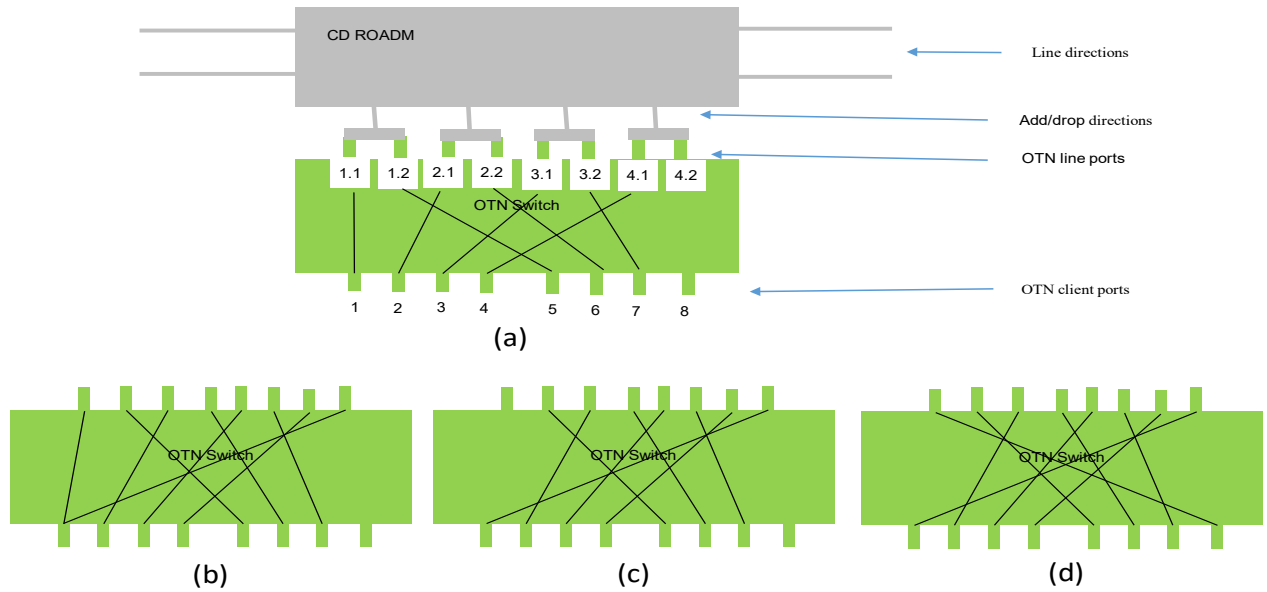 CD ROADM
Line directions
Add/drop directions
OTN line ports
1.1 1.2 2.1 2.2 3.1 3.2 4.1 4.2
OTN Switch
OTN client ports
1 2 3 4 5 6 7 8
(a)
OTN Switch
OTN Switch
OTN Switch
(b)
(c)
(d)